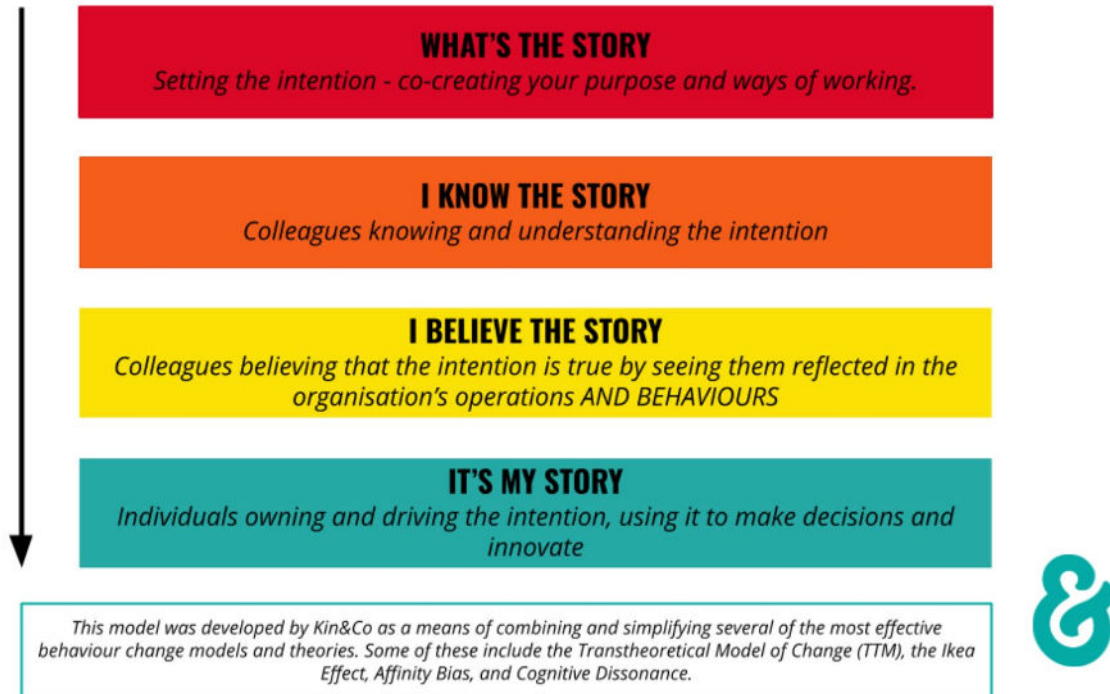 WHAT'S THE STORY
Setting the intention - co-creating your purpose and ways of working.
I KNOW THE STORY
Colleagues knowing and understanding the intention
I BELIEVE THE STORY
Colleagues believing that the intention is true by seeing them reflected in the
organisation's operations AND BEHAVIOURS
IT'S MY STORY
Individuals owning and driving the intention, using it to make decisions and
innovate
This model was developed by Kin&Co as a means of combining and simplifying several of the most effective
behaviour change models and theories. Some of these include the Transtheoretical Model of Change (TTM), the Ikea
Effect, Affinity Bias, and Cognitive Dissonance.
&